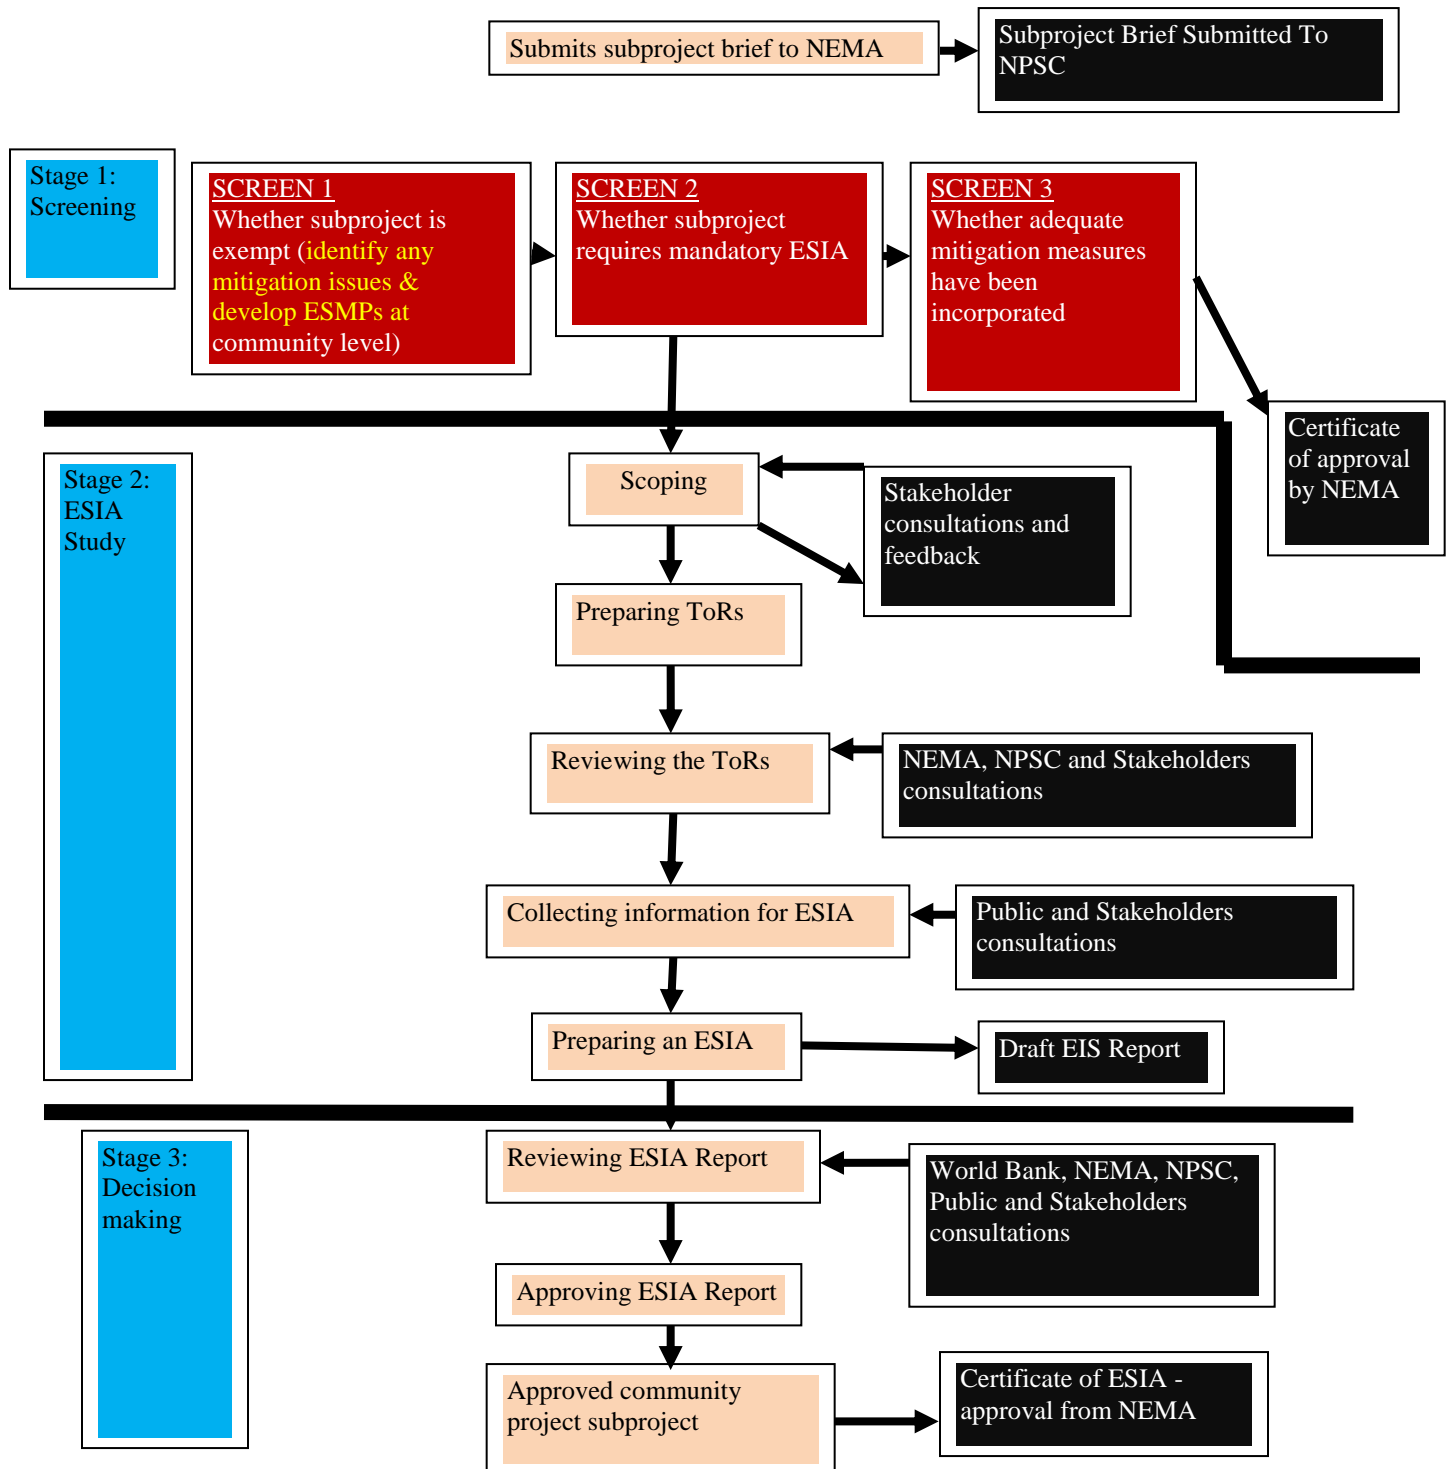 Submits subproject brief to NEMA
Subproject Brief Submitted To
NPSC
Stage 1:
Screening
SCREEN 1
Whether subproject is
exempt (identify any
mitigation issues &
develop ESMPs at
community level)
SCREEN 2
Whether subproject
requires mandatory ESIA
SCREEN 3
Whether adequate
mitigation measures
have been
incorporated
Certificate
of approval
by NEMA
Stage 2:
ESIA
Study
Scoping
Stakeholder
consultations and
feedback
Preparing ToRs
Reviewing the ToRs
NEMA, NPSC and Stakeholders
consultations
Collecting information for ESIA
Public and Stakeholders
consultations
Preparing an ESIA
Draft EIS Report
Stage 3:
Decision
making
Reviewing ESIA Report
World Bank, NEMA, NPSC,
Public and Stakeholders
consultations
Approving ESIA Report
Approved community
project subproject
Certificate of ESIA -
approval from NEMA